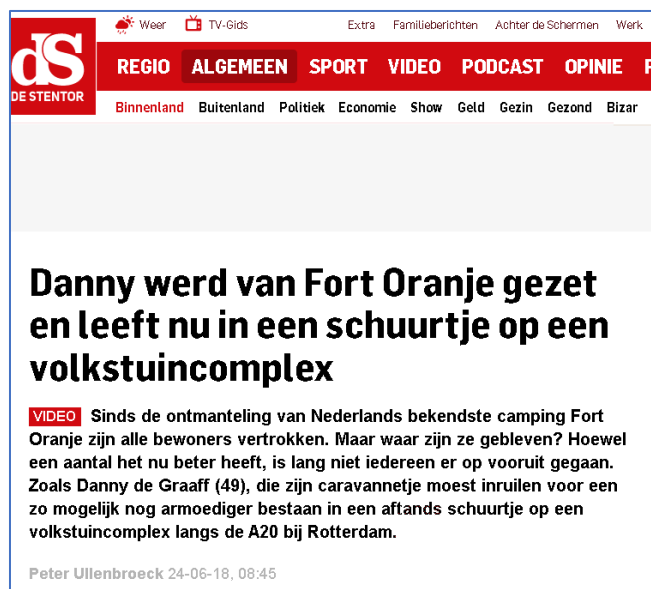 Weer TV-Gids Extra Familieberichten Achter de Schermen Werk
dS
DE STENTOR
REGIO ALGEMEEN SPORT VIDEO PODCAST OPINIE
Binnenland Buitenland Politiek Economie Show Geld Gezin Gezond Bizar
Danny werd van Fort Oranje gezet
en leeft nu in een schuurtje op een
volkstuincomplex
VIDEO Sinds de ontmanteling van Nederlands bekendste camping Fort
Oranje zijn alle bewoners vertrokken. Maar waar zijn ze gebleven? Hoewel
een aantal het nu beter heeft, is lang niet iedereen er op vooruit gegaan.
Zoals Danny de Graaff (49), die zijn caravannetje moest inruilen voor een
zo mogelijk nog armoediger bestaan in een aftands schuurtje op een
volkstuincomplex langs de A20 bij Rotterdam.
Peter Ullenbroeck 24-06-18, 08:45